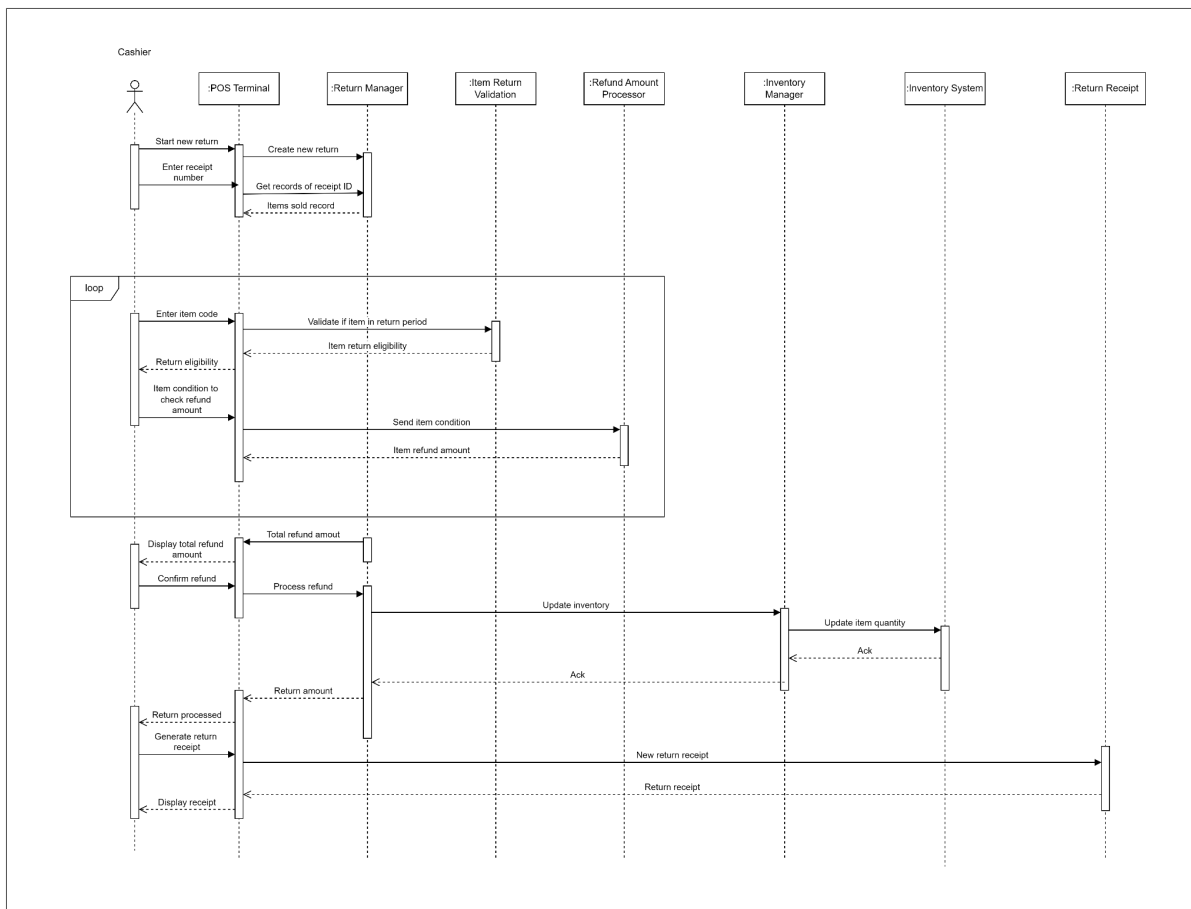 Cashier
:POS Terminal
:Return Manager
:Item Return
Validation
:Refund Amount
Processor
:Inventory
Manager
:Inventory System
:Return Receipt
Start new return
Create new return
Enter receipt
number
Get records of receipt ID
Items sold record
loop
Enter item code
Validate if item in return period
Item return eligibility
Return eligibility
Item condition to
check refund
amount
Send item condition
Item refund amount
Total refund amout
Display total refund
amount
Confirm refund
Process refund
Update inventory
Update item quantity
Ack
Ack
Return amount
Return processed
Generate return
receipt
New return receipt
Return receipt
Display receipt